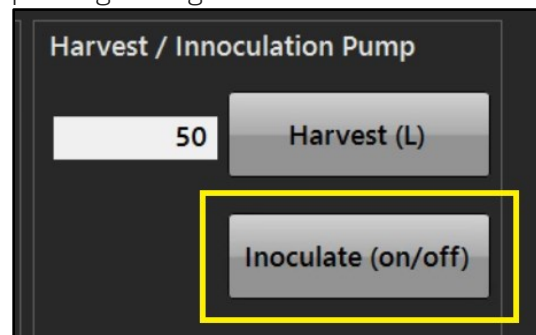 Harvest / Innoculation Pump
50
Harvest (L)
Inoculate (on/off)